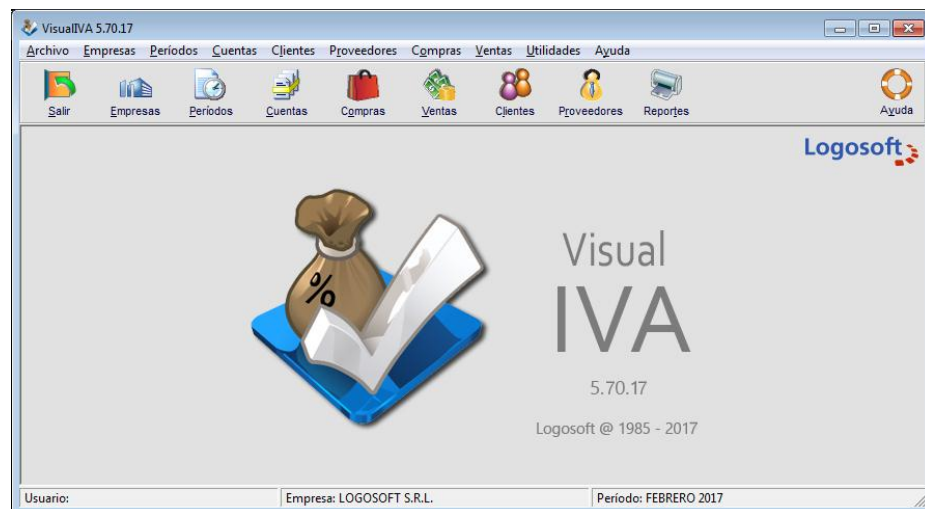 VisualIVA 5.70.17
Archivo Empresas Períodos Cuentas Clientes Proveedores Compras Ventas Utilidades Ayuda
Salir Empresas Períodos Cuentas Compras Ventas Clientes Proveedores Reportes Ayuda
Logosoft
%
Visual
IVA
5.70.17
Logosoft @ 1985 - 2017
Usuario: Empresa: LOGOSOFT S.R.L. Período: FEBRERO 2017